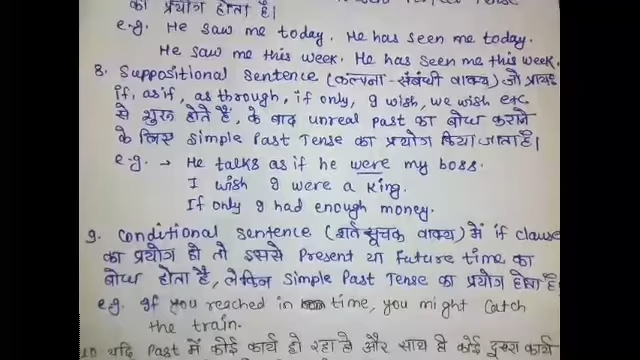 का प्रयोग होता है।
e.g. He saw me today. He has seen me today.
He saw me this week. He has seen me this week.
8. Suppositional Sentence (कल्पना - संबंधी वाक्य) जो प्रायः
if, as if, as through, if only, I wish, we wish etc.
से शुरू होते हैं, के बाद unreal past का बोध कराने
के लिए Simple Past Tense का प्रयोग किया जाता है।
e.g. → He talks as if he were my boss.
I wish I were a King.
If only I had enough money.
9. Conditional Sentence (शर्त सूचक वाक्य) में if clause
का प्रयोग हो तो इससे Present या Future time का
बोध होता है, लेकिन Simple Past Tense का प्रयोग होता है
e.g. If you reached in time, you might catch
the train.
10. यदि Past में कोई कार्य हो रहा हो और साथ ही कोई दूसरा कार्य